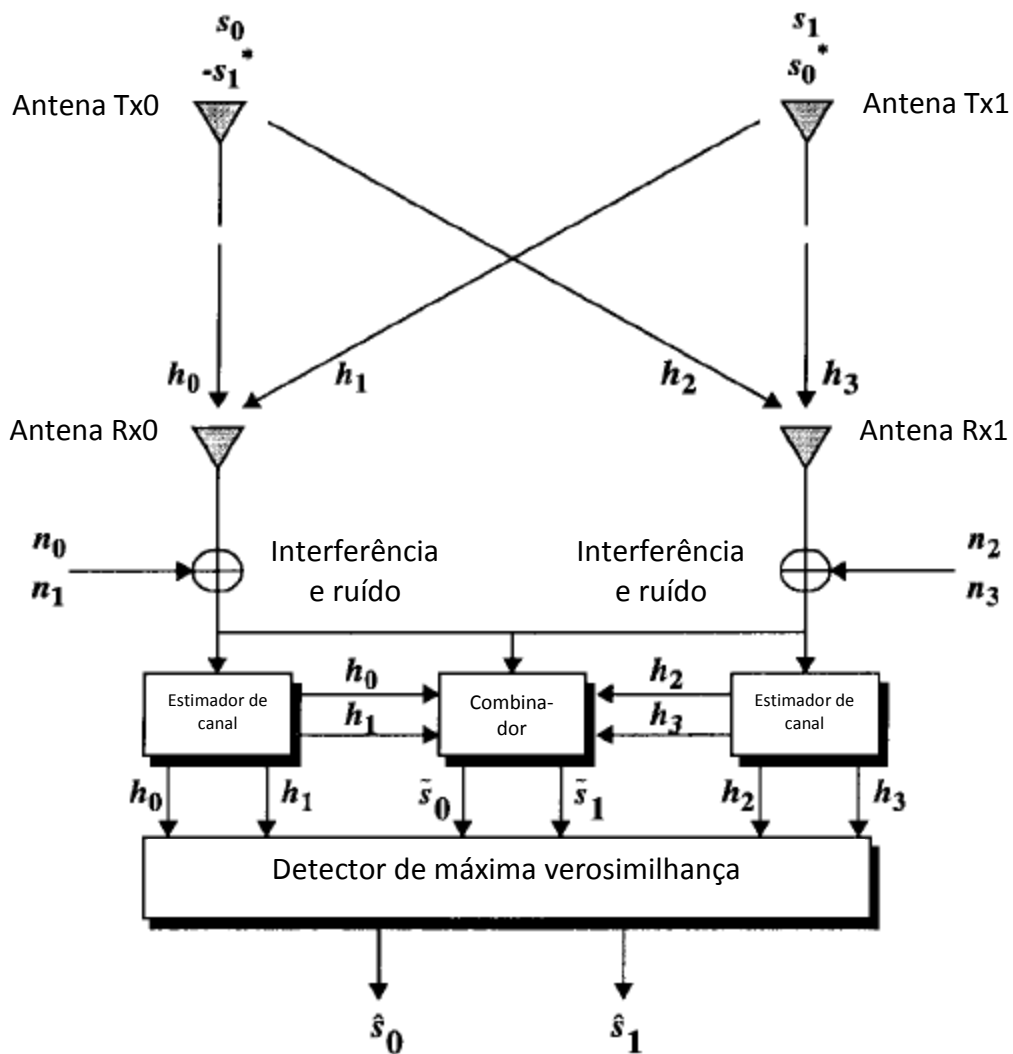 s0 s1
-s1* s0*
Antena Tx0 Antena Tx1
h0 h1 h2 h3
Antena Rx0 Antena Rx1
n0 Interferência Interferência n2
n1 e ruído e ruído n3
h0 h2
Estimador de Combina- Estimador de
canal dor canal
h1 h3
h0 h1 s̃0 s̃1 h2 h3
Detector de máxima verosimilhança
ŝ0 ŝ1